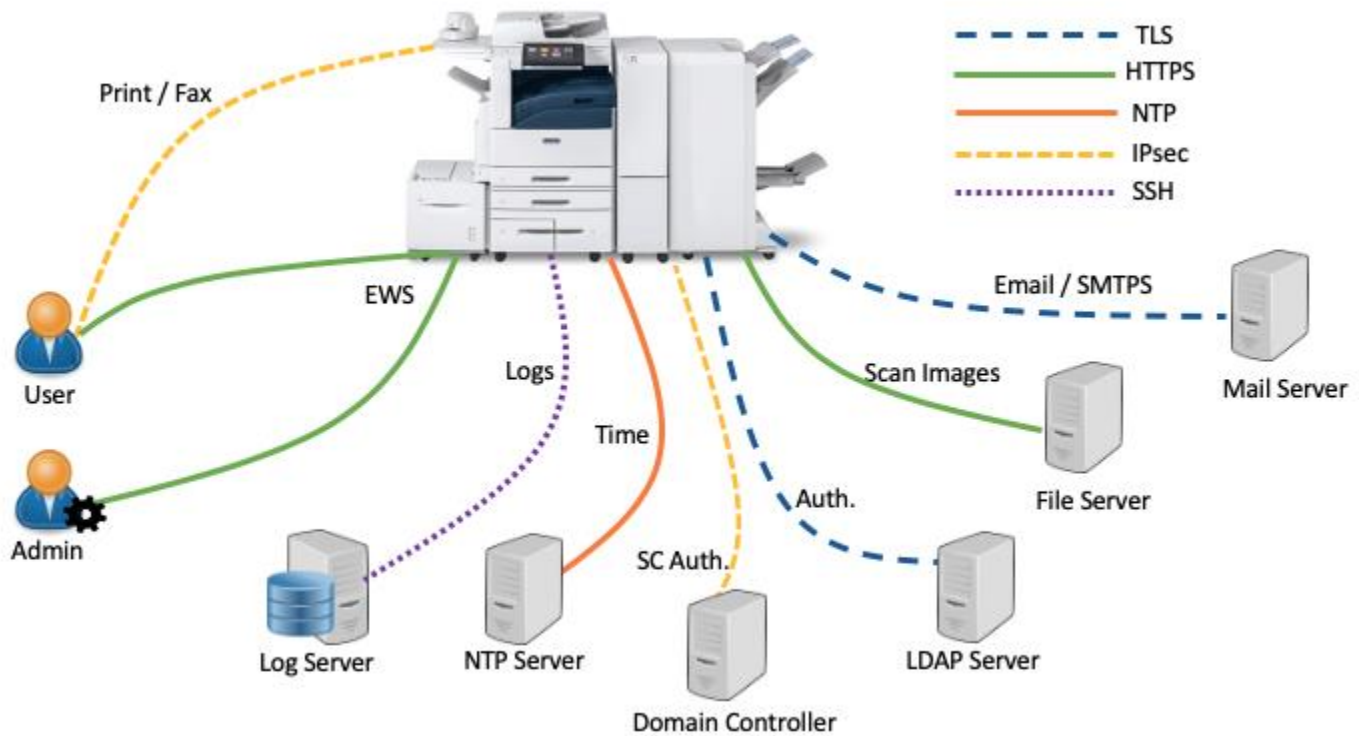 TLS
HTTPS
NTP
IPsec
SSH
Print / Fax
EWS
Email / SMTPS
Logs
Scan Images
Time
User
Mail Server
Auth.
File Server
Admin
SC Auth.
Log Server
NTP Server
LDAP Server
Domain Controller